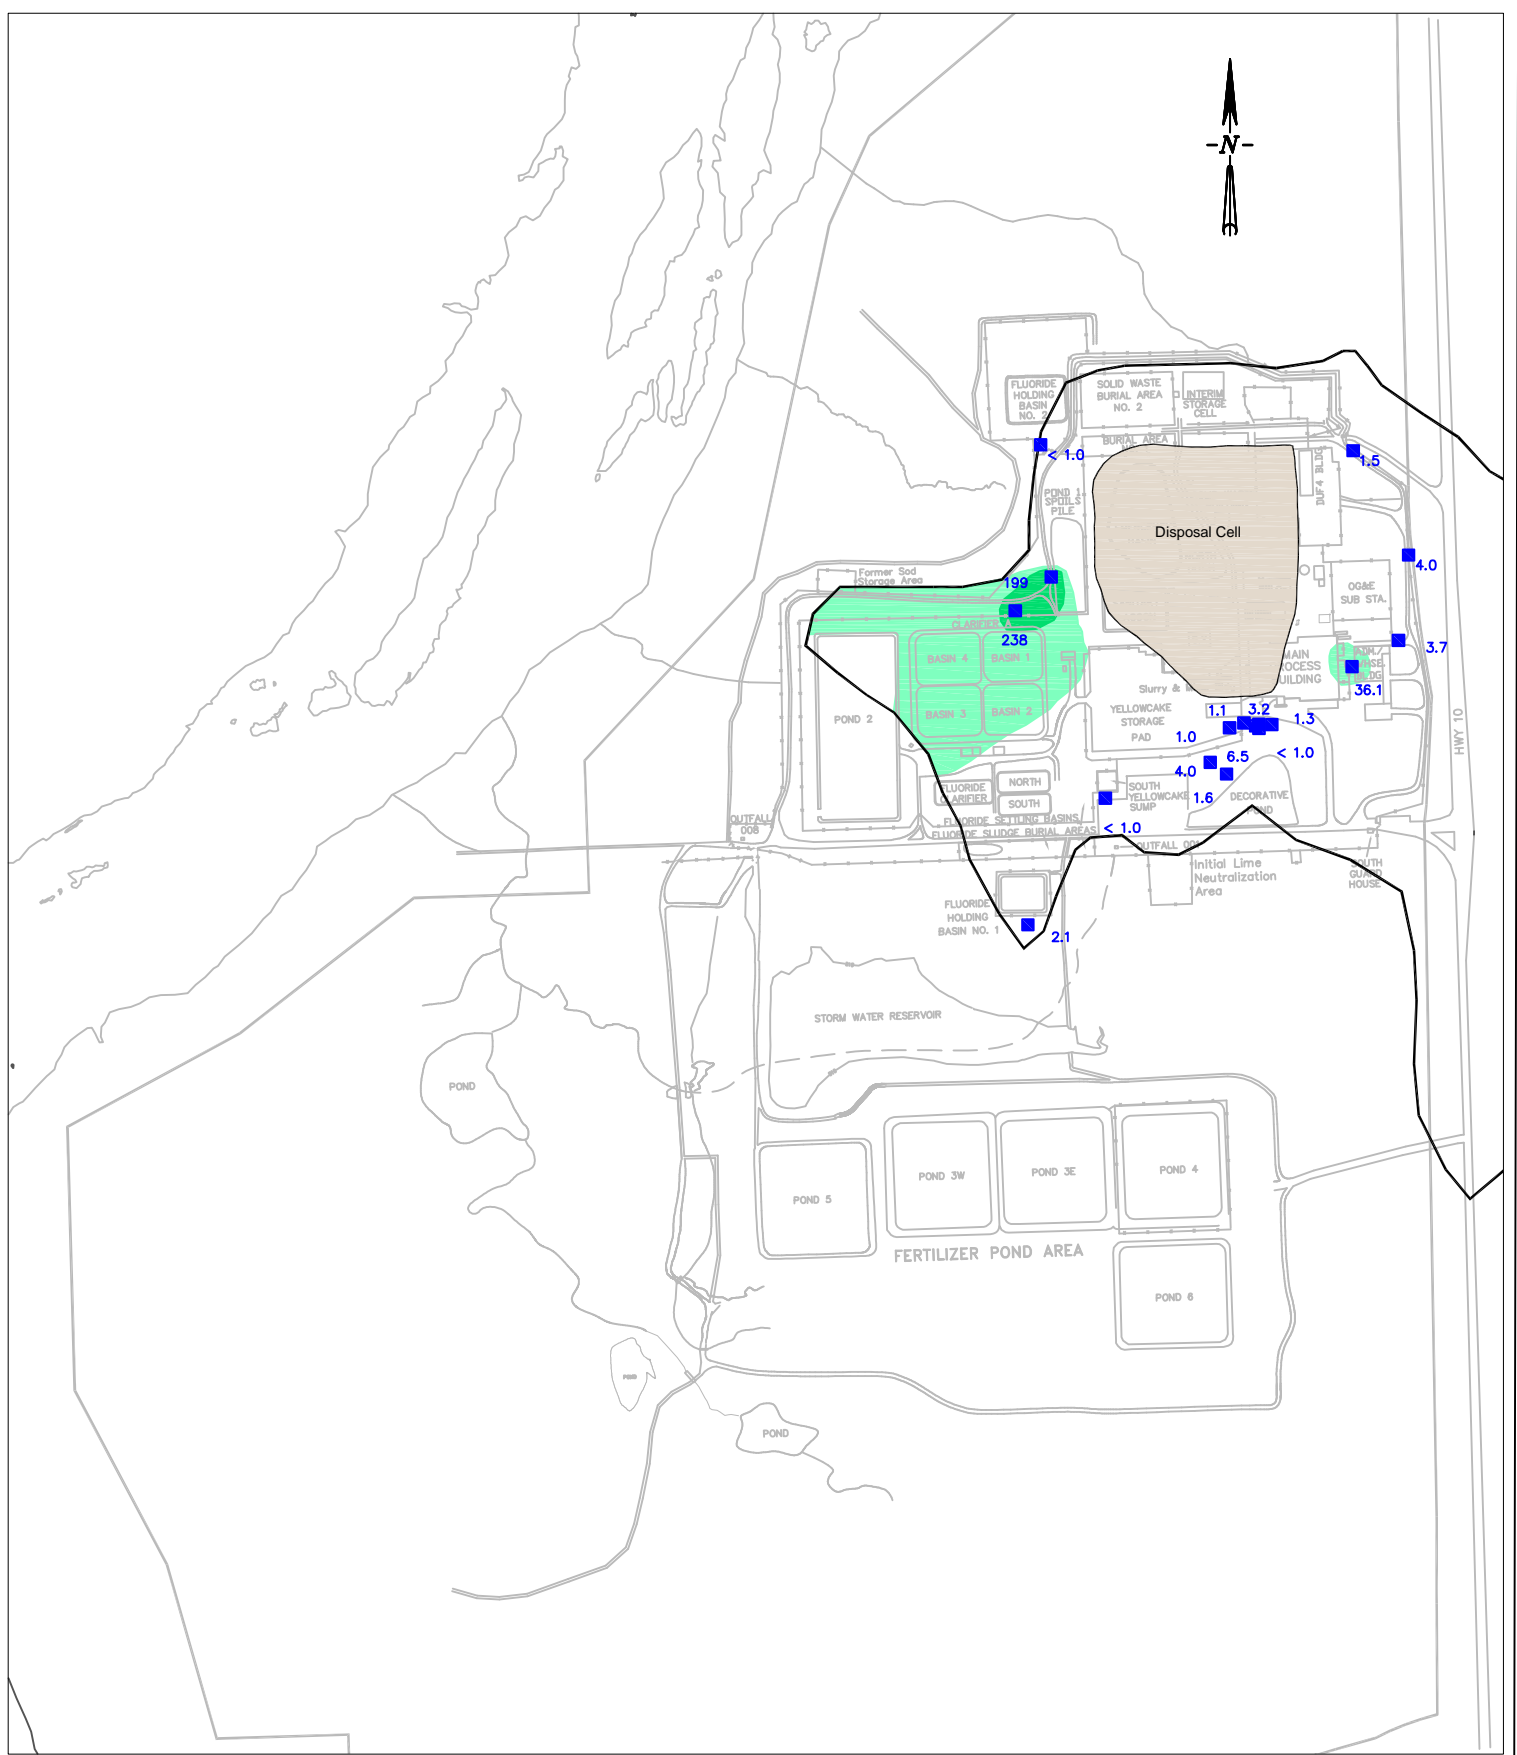 N
FLUORIDE
HOLDING
BASIN
NO. 2
SOLID WASTE
BURIAL AREA
NO. 2
INTERIM
STORAGE
CELL
BURIAL AREA
< 1.0
1.5
DUF4 BLDG
POND 1
SPOILS
PILE
Disposal Cell
4.0
Former Sod
Storage Area
199
OG&E
SUB STA.
CLARIFIER A
238
3.7
BASIN 4
BASIN 1
MAIN
PROCESS
BUILDING
ADM./
WHSE.
BLDG
36.1
Slurry &
POND 2
BASIN 3
BASIN 2
YELLOWCAKE
STORAGE
PAD
1.1
3.2
1.3
1.0
6.5
< 1.0
4.0
1.6
NORTH
SOUTH
FLUORIDE
CLARIFIER
SOUTH
YELLOWCAKE
SUMP
DECORATIVE
POND
HWY 10
OUTFALL
008
FLUORIDE SETTLING BASINS
FLUORIDE SLUDGE BURIAL AREAS
< 1.0
OUTFALL 001
Initial Lime
Neutralization
Area
SOUTH
GUARD
HOUSE
FLUORIDE
HOLDING
BASIN NO. 1
2.1
STORM WATER RESERVOIR
POND
POND 5
POND 3W
POND 3E
POND 4
FERTILIZER POND AREA
POND 6
POND
POND